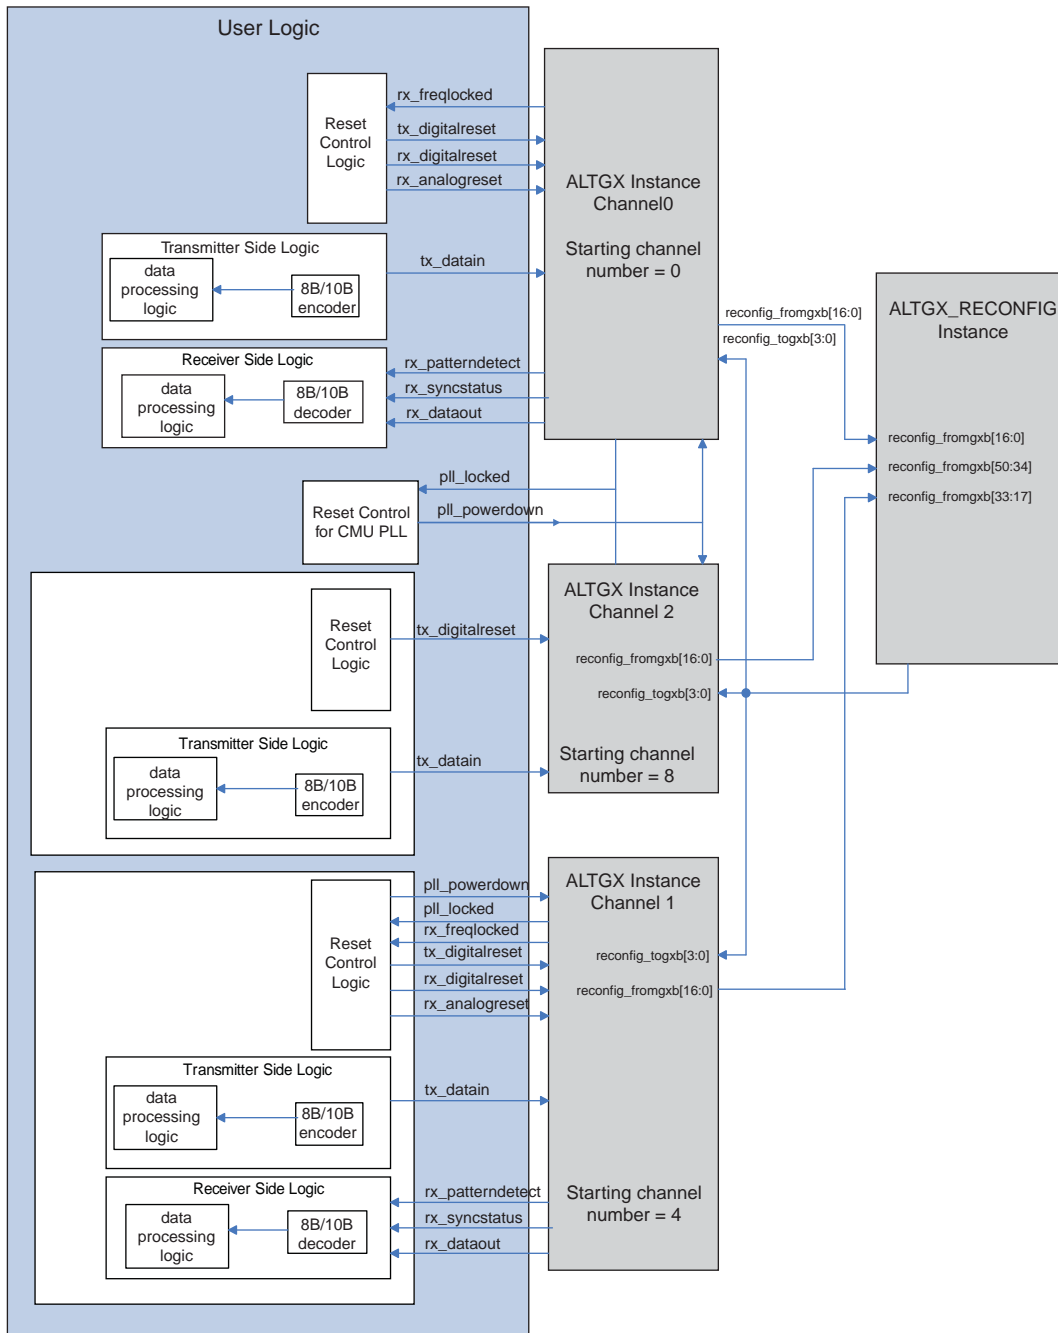 User Logic
rx_freqlocked
Reset
Control
Logic
tx_digitalreset
rx_digitalreset
rx_analogreset
ALTGX Instance
Channel0
Starting channel
number = 0
Transmitter Side Logic
data
processing
logic
8B/10B
encoder
tx_datain
Receiver Side Logic
data
processing
logic
8B/10B
decoder
rx_patterndetect
rx_syncstatus
rx_dataout
reconfig_fromgxb[16:0]
reconfig_togxb[3:0]
ALTGX_RECONFIG
Instance
reconfig_fromgxb[16:0]
reconfig_fromgxb[50:34]
reconfig_fromgxb[33:17]
pll_locked
Reset Control
for CMU PLL
pll_powerdown
Reset
Control
Logic
tx_digitalreset
ALTGX Instance
Channel 2
reconfig_fromgxb[16:0]
reconfig_togxb[3:0]
Starting channel
number = 8
Transmitter Side Logic
data
processing
logic
8B/10B
encoder
tx_datain
Reset
Control
Logic
pll_powerdown
pll_locked
rx_freqlocked
tx_digitalreset
rx_digitalreset
rx_analogreset
ALTGX Instance
Channel 1
reconfig_togxb[3:0]
reconfig_fromgxb[16:0]
Transmitter Side Logic
data
processing
logic
8B/10B
encoder
tx_datain
Receiver Side Logic
data
processing
logic
8B/10B
decoder
rx_patterndetect
rx_syncstatus
rx_dataout
Starting channel
number = 4